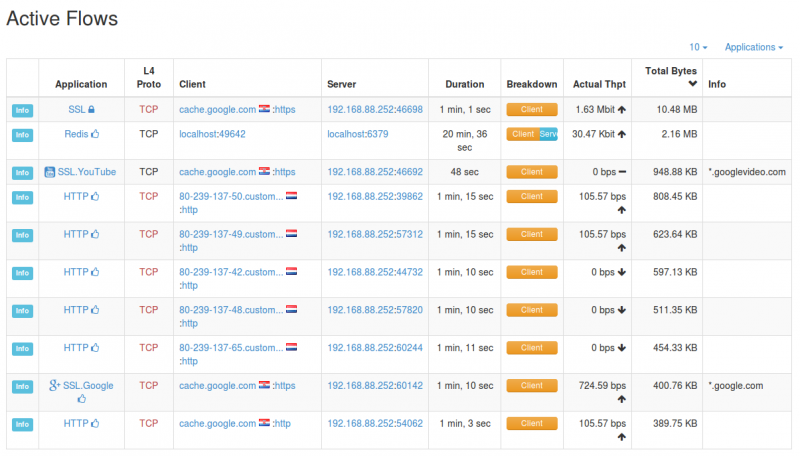 Active Flows
10 Applications
Application L4 Proto Client Server Duration Breakdown Actual Thpt Total Bytes Info
Info SSL TCP cache.google.com :https 192.168.88.252:46698 1 min, 1 sec Client 1.63 Mbit 10.48 MB
Info Redis TCP localhost:49642 localhost:6379 20 min, 36 sec Client Serv 30.47 Kbit 2.16 MB
Info SSL.YouTube TCP cache.google.com :https 192.168.88.252:46692 48 sec Client 0 bps 948.88 KB *.googlevideo.com
Info HTTP TCP 80-239-137-50.custom... :http 192.168.88.252:39862 1 min, 15 sec Client 105.57 bps 808.45 KB
Info HTTP TCP 80-239-137-49.custom... :http 192.168.88.252:57312 1 min, 15 sec Client 105.57 bps 623.64 KB
Info HTTP TCP 80-239-137-42.custom... :http 192.168.88.252:44732 1 min, 10 sec Client 0 bps 597.13 KB
Info HTTP TCP 80-239-137-48.custom... :http 192.168.88.252:57820 1 min, 10 sec Client 0 bps 511.35 KB
Info HTTP TCP 80-239-137-65.custom... :http 192.168.88.252:60244 1 min, 11 sec Client 0 bps 454.33 KB
Info SSL.Google TCP cache.google.com :https 192.168.88.252:60142 1 min, 10 sec Client 724.59 bps 400.76 KB *.google.com
Info HTTP TCP cache.google.com :http 192.168.88.252:54062 1 min, 3 sec Client 105.57 bps 389.75 KB